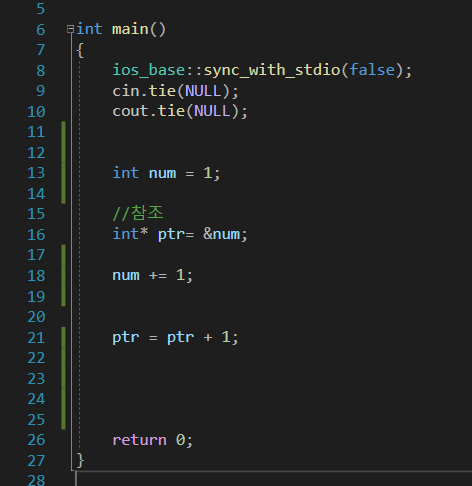 5
6 int main()
7 {
8 ios_base::sync_with_stdio(false);
9 cin.tie(NULL);
10 cout.tie(NULL);
11
12
13 int num = 1;
14
15 //참조
16 int* ptr= &num;
17
18 num += 1;
19
20
21 ptr = ptr + 1;
22
23
24
25
26 return 0;
27 }
28